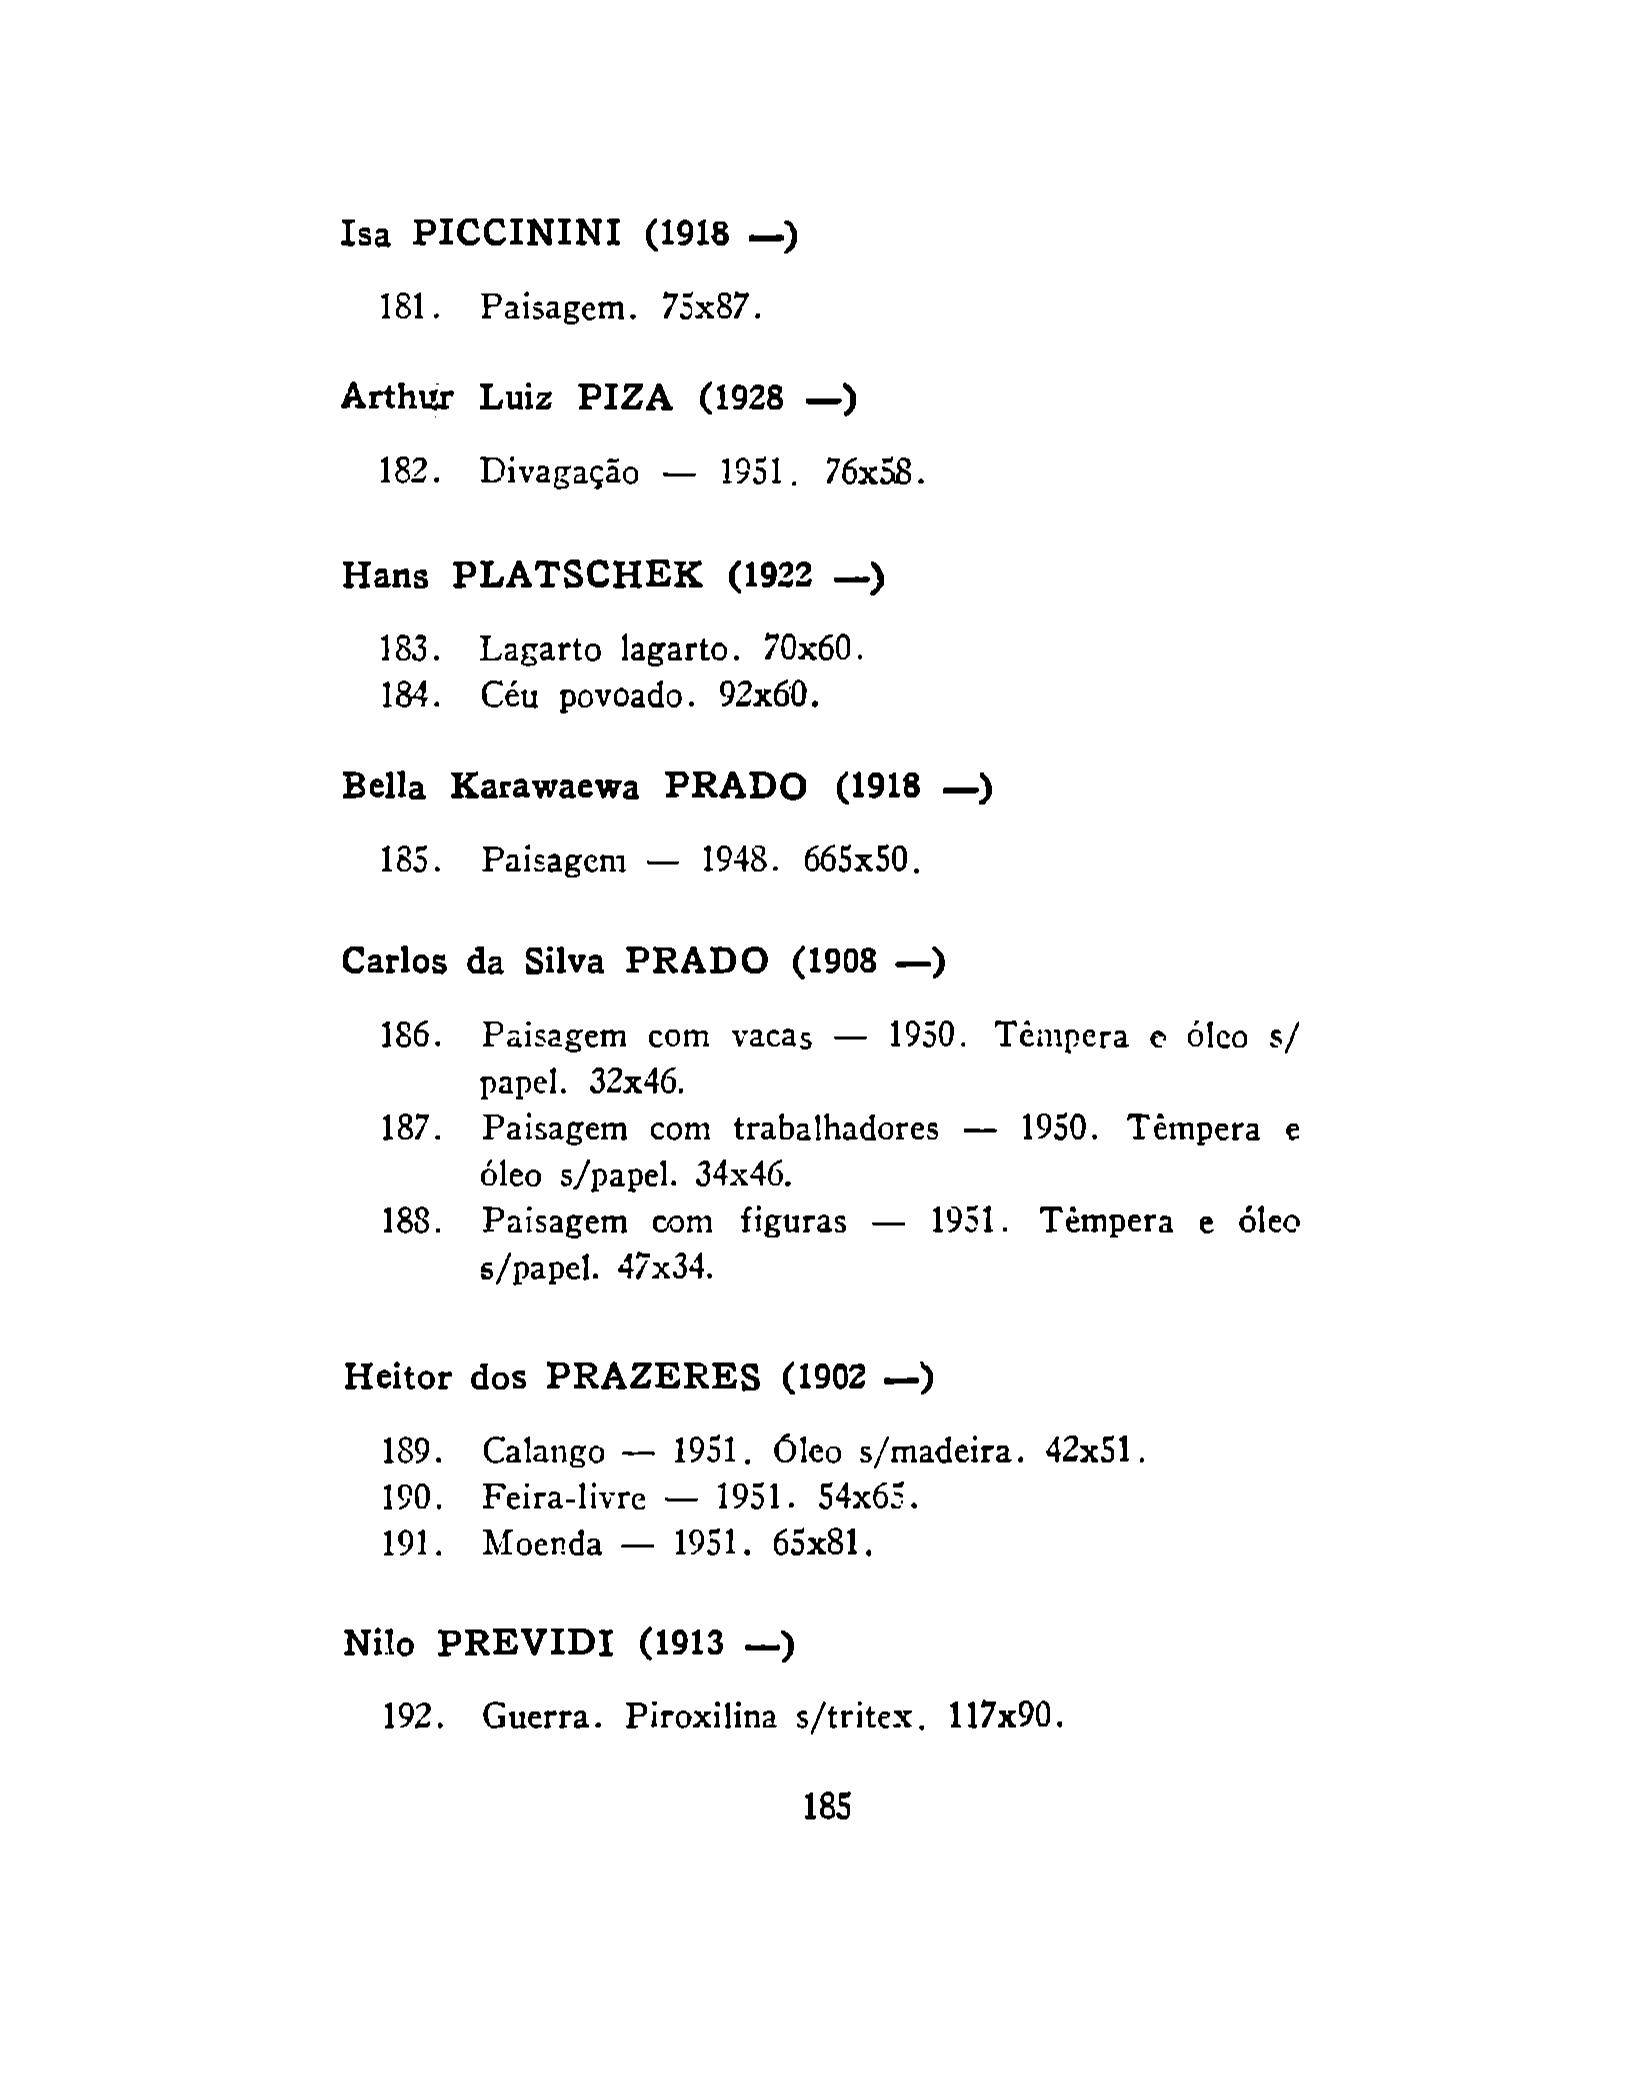 Isa PICCININI (1918 —)
181. Paisagem. 75x87.
Arthur Luiz PIZA (1928 —)
182. Divagação — 1951. 76x58.
Hans PLATSCHEK (1922 —)
183. Lagarto lagarto. 70x60.
184. Céu povoado. 92x60.
Bella Karawaewa PRADO (1918 —)
185. Paisagem — 1948. 665x50.
Carlos da Silva PRADO (1908 —)
186. Paisagem com vacas — 1950. Têmpera e óleo s/
papel. 32x46.
187. Paisagem com trabalhadores — 1950. Têmpera e
óleo s/papel. 34x46.
188. Paisagem com figuras — 1951. Têmpera e óleo
s/papel. 47x34.
Heitor dos PRAZERES (1902 —)
189. Calango — 1951. Óleo s/madeira. 42x51.
190. Feira-livre — 1951. 54x65.
191. Moenda — 1951. 65x81.
Nilo PREVIDI (1913 —)
192. Guerra. Piroxilina s/tritex. 117x90.
185